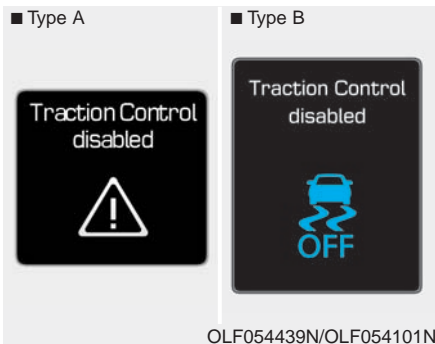 ■ Type A
Traction Control
disabled
■ Type B
Traction Control
disabled
OFF
OLF054439N/OLF054101N